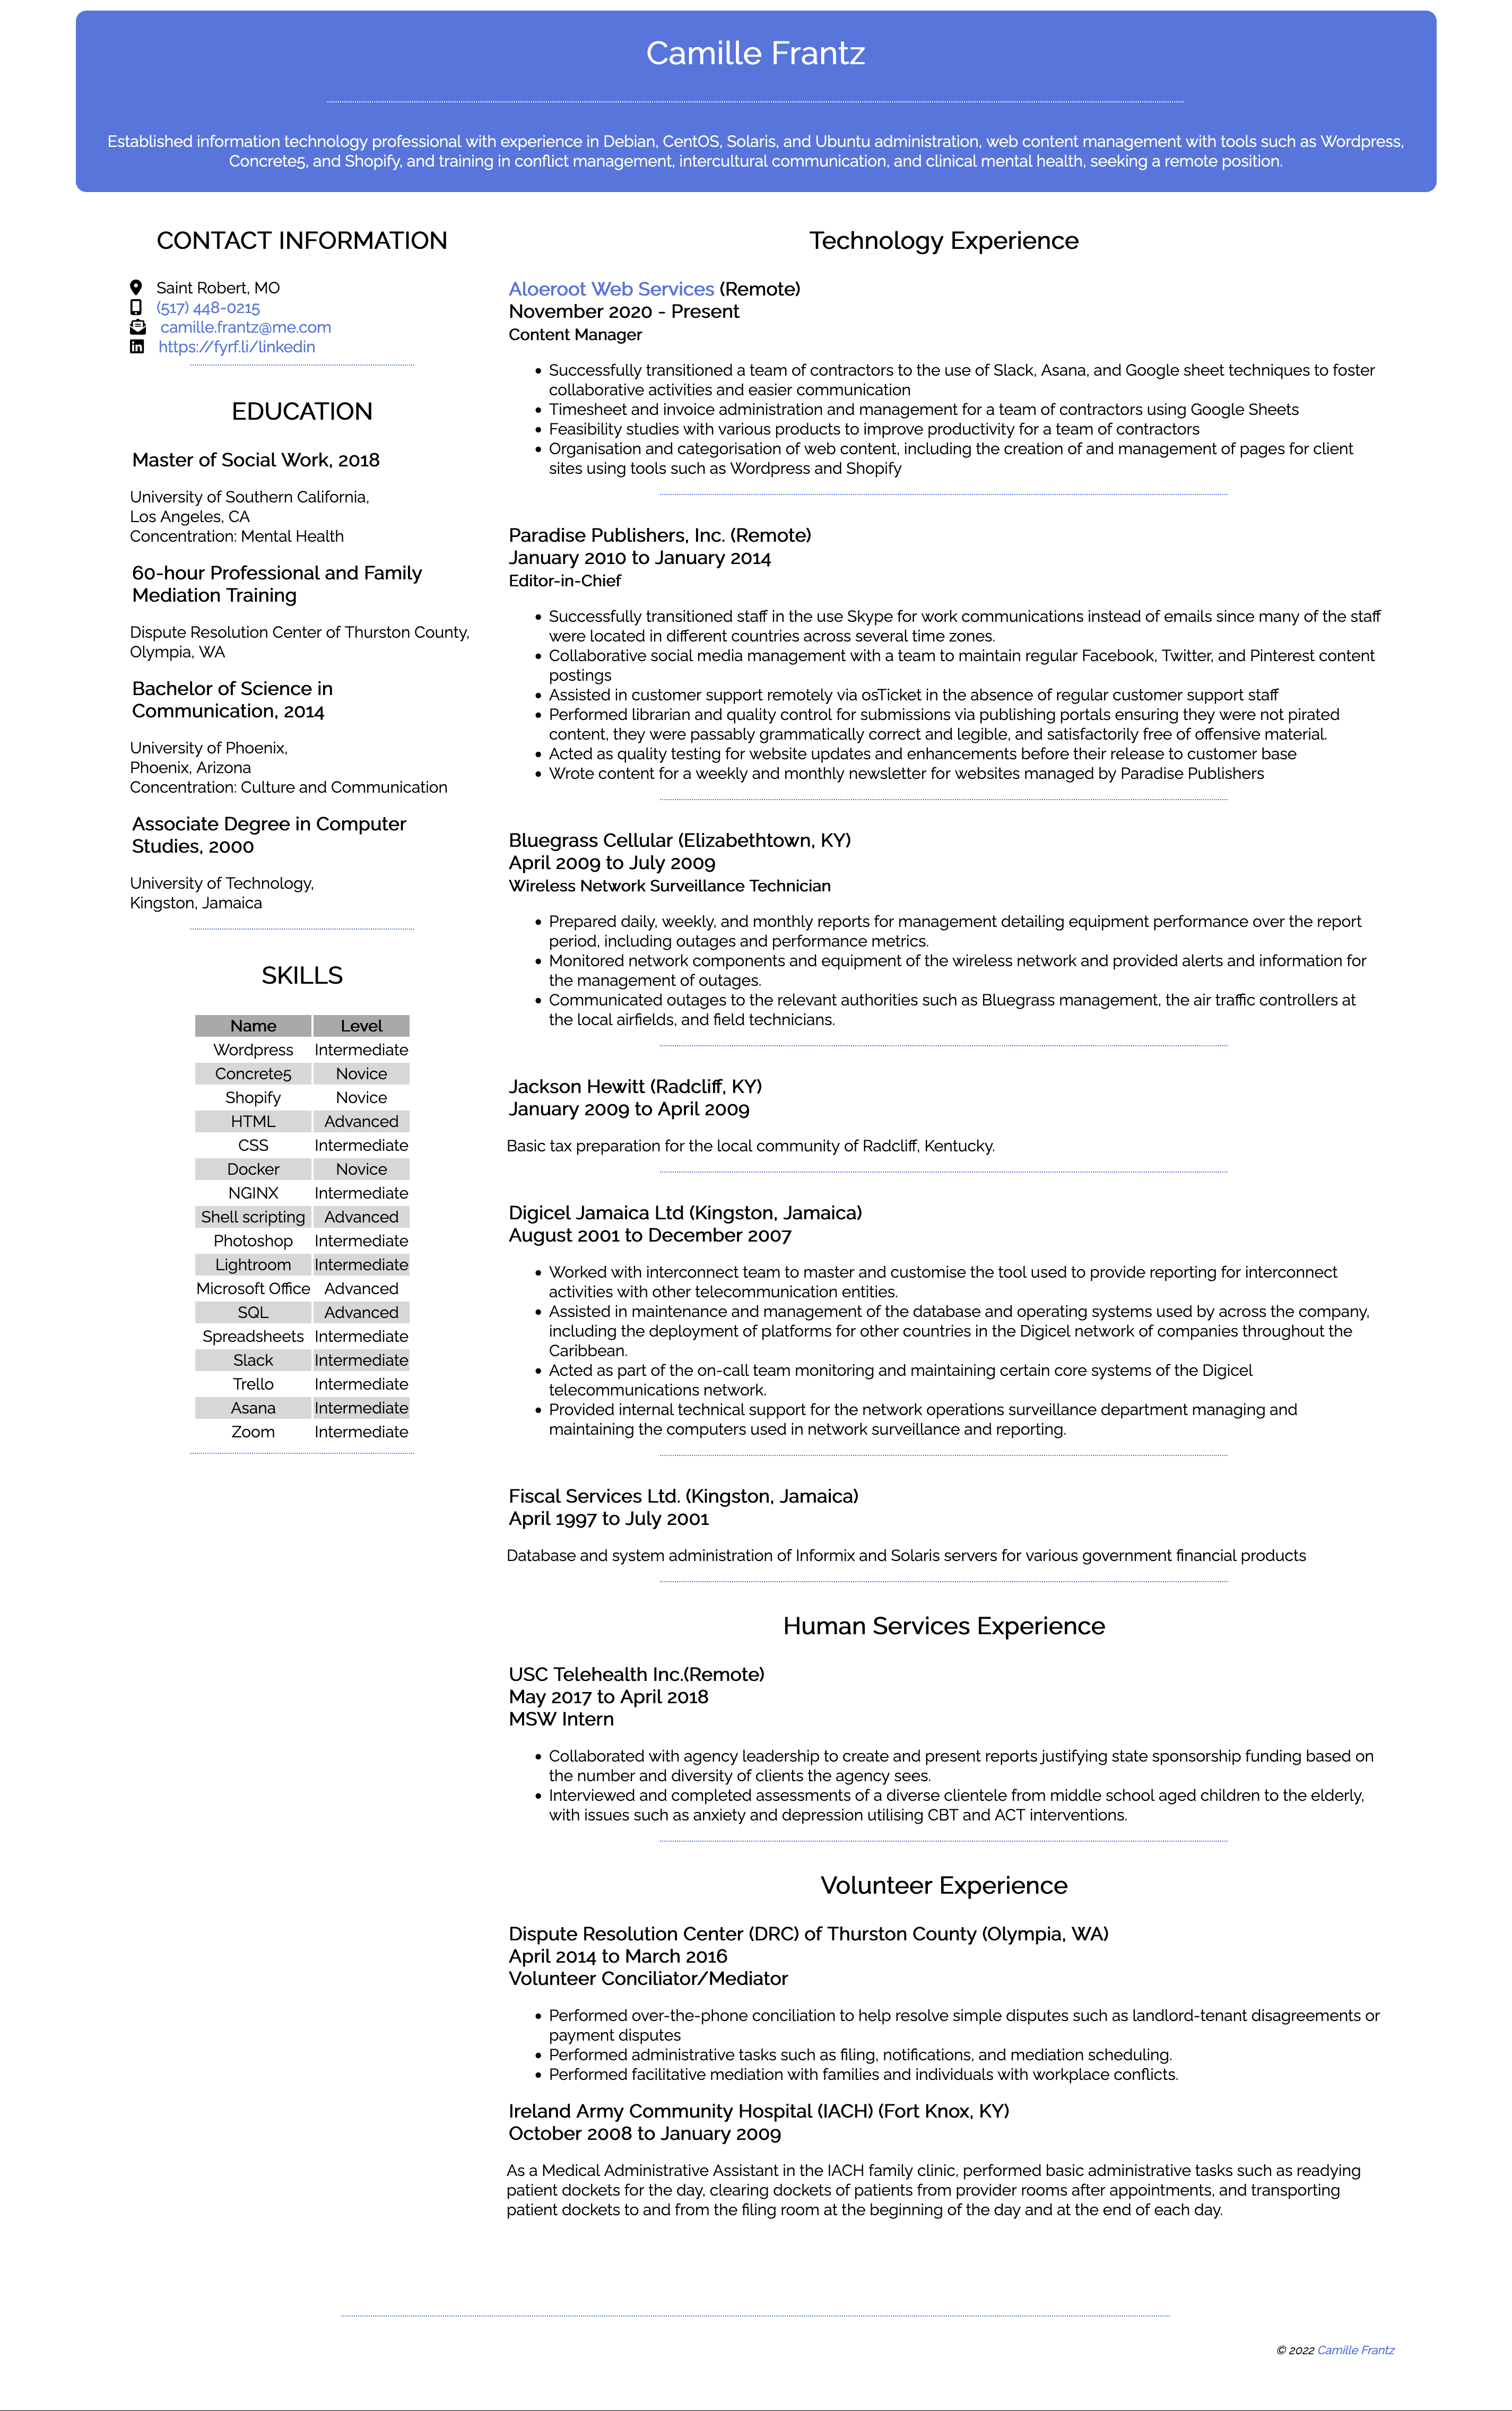 Camille Frantz
Established information technology professional with experience in Debian, CentOS, Solaris, and Ubuntu administration, web content management with tools such as Wordpress,
Concrete5, and Shopify, and training in conflict management, intercultural communication, and clinical mental health, seeking a remote position.
CONTACT INFORMATION
Saint Robert, MO
(517) 448-0215
camille.frantz@me.com
https://fyrf.li/linkedin
EDUCATION
Master of Social Work, 2018
University of Southern California,
Los Angeles, CA
Concentration: Mental Health
60-hour Professional and Family
Mediation Training
Dispute Resolution Center of Thurston County,
Olympia, WA
Bachelor of Science in
Communication, 2014
University of Phoenix,
Phoenix, Arizona
Concentration: Culture and Communication
Associate Degree in Computer
Studies, 2000
University of Technology,
Kingston, Jamaica
SKILLS
Name Level
Wordpress Intermediate
Concrete5 Novice
Shopify Novice
HTML Advanced
CSS Intermediate
Docker Novice
NGINX Intermediate
Shell scripting Advanced
Photoshop Intermediate
Lightroom Intermediate
Microsoft Office Advanced
SQL Advanced
Spreadsheets Intermediate
Slack Intermediate
Trello Intermediate
Asana Intermediate
Zoom Intermediate
Technology Experience
Aloeroot Web Services (Remote)
November 2020 - Present
Content Manager
• Successfully transitioned a team of contractors to the use of Slack, Asana, and Google sheet techniques to foster
collaborative activities and easier communication
• Timesheet and invoice administration and management for a team of contractors using Google Sheets
• Feasibility studies with various products to improve productivity for a team of contractors
• Organisation and categorisation of web content, including the creation of and management of pages for client
sites using tools such as Wordpress and Shopify
Paradise Publishers, Inc. (Remote)
January 2010 to January 2014
Editor-in-Chief
• Successfully transitioned staff in the use Skype for work communications instead of emails since many of the staff
were located in different countries across several time zones.
• Collaborative social media management with a team to maintain regular Facebook, Twitter, and Pinterest content
postings
• Assisted in customer support remotely via osTicket in the absence of regular customer support staff
• Performed librarian and quality control for submissions via publishing portals ensuring they were not pirated
content, they were passably grammatically correct and legible, and satisfactorily free of offensive material.
• Acted as quality testing for website updates and enhancements before their release to customer base
• Wrote content for a weekly and monthly newsletter for websites managed by Paradise Publishers
Bluegrass Cellular (Elizabethtown, KY)
April 2009 to July 2009
Wireless Network Surveillance Technician
• Prepared daily, weekly, and monthly reports for management detailing equipment performance over the report
period, including outages and performance metrics.
• Monitored network components and equipment of the wireless network and provided alerts and information for
the management of outages.
• Communicated outages to the relevant authorities such as Bluegrass management, the air traffic controllers at
the local airfields, and field technicians.
Jackson Hewitt (Radcliff, KY)
January 2009 to April 2009
Basic tax preparation for the local community of Radcliff, Kentucky.
Digicel Jamaica Ltd (Kingston, Jamaica)
August 2001 to December 2007
• Worked with interconnect team to master and customise the tool used to provide reporting for interconnect
activities with other telecommunication entities.
• Assisted in maintenance and management of the database and operating systems used by across the company,
including the deployment of platforms for other countries in the Digicel network of companies throughout the
Caribbean.
• Acted as part of the on-call team monitoring and maintaining certain core systems of the Digicel
telecommunications network.
• Provided internal technical support for the network operations surveillance department managing and
maintaining the computers used in network surveillance and reporting.
Fiscal Services Ltd. (Kingston, Jamaica)
April 1997 to July 2001
Database and system administration of Informix and Solaris servers for various government financial products
Human Services Experience
USC Telehealth Inc.(Remote)
May 2017 to April 2018
MSW Intern
• Collaborated with agency leadership to create and present reports justifying state sponsorship funding based on
the number and diversity of clients the agency sees.
• Interviewed and completed assessments of a diverse clientele from middle school aged children to the elderly,
with issues such as anxiety and depression utilising CBT and ACT interventions.
Volunteer Experience
Dispute Resolution Center (DRC) of Thurston County (Olympia, WA)
April 2014 to March 2016
Volunteer Conciliator/Mediator
• Performed over-the-phone conciliation to help resolve simple disputes such as landlord-tenant disagreements or
payment disputes
• Performed administrative tasks such as filing, notifications, and mediation scheduling.
• Performed facilitative mediation with families and individuals with workplace conflicts.
Ireland Army Community Hospital (IACH) (Fort Knox, KY)
October 2008 to January 2009
As a Medical Administrative Assistant in the IACH family clinic, performed basic administrative tasks such as readying
patient dockets for the day, clearing dockets of patients from provider rooms after appointments, and transporting
patient dockets to and from the filing room at the beginning of the day and at the end of each day.
© 2022 Camille Frantz